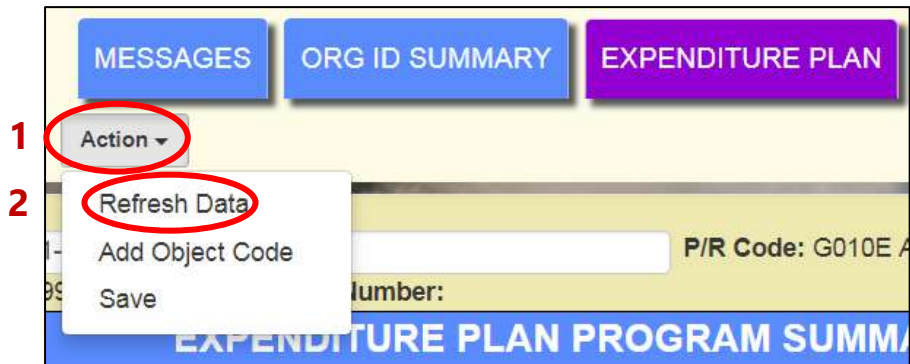 MESSAGES ORG ID SUMMARY EXPENDITURE PLAN
1 Action
2 Refresh Data
Add Object Code P/R Code: G010E A
Save Number:
EXPENDITURE PLAN PROGRAM SUMMA